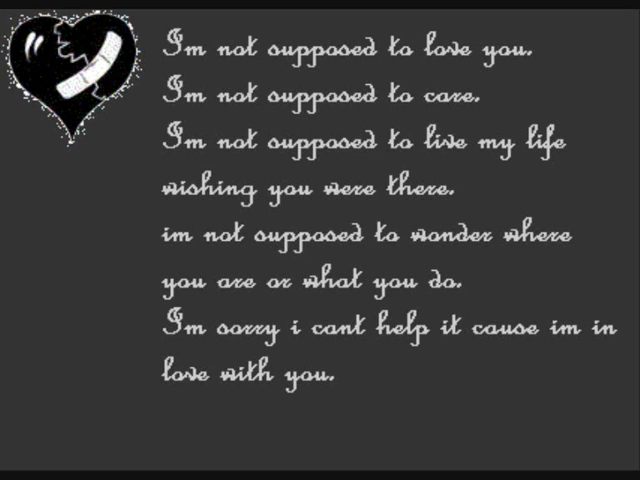 Im not supposed to love you.
Im not supposed to care.
Im not supposed to live my life
wishing you were there.
im not supposed to wonder where
you are or what you do.
Im sorry i cant help it cause im in
love with you.